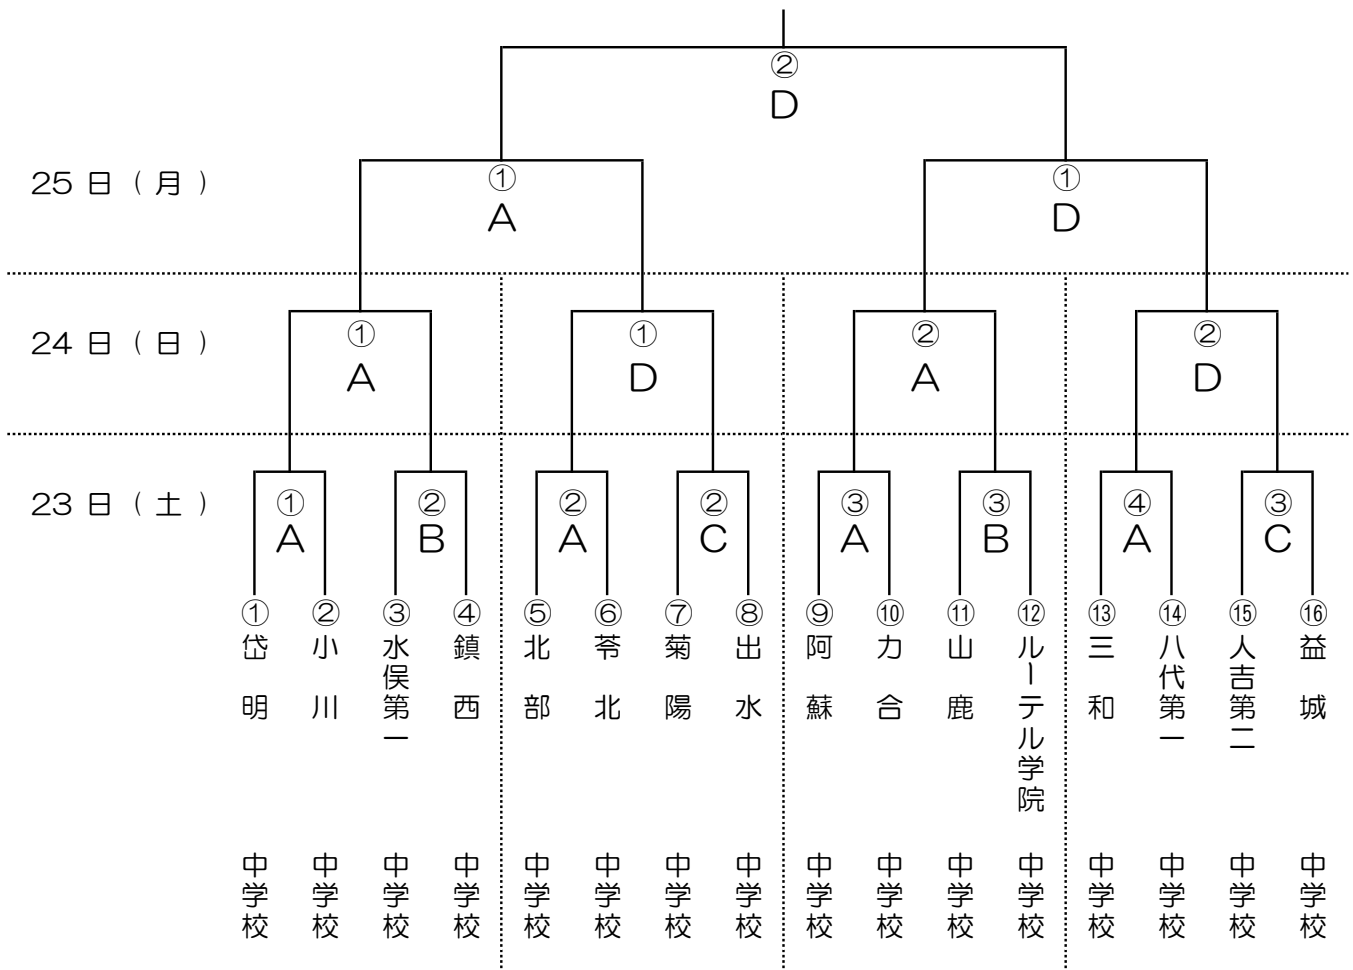 ②
D
25日（月）
①
A
①
D
24日（日）
①
A
①
D
②
A
②
D
23日（土）
①
A
②
B
②
A
②
C
③
A
③
B
④
A
③
C
①
岱明
中学校
②
小川
中学校
③
水俣第一
中学校
④
鎮西
中学校
⑤
北部
中学校
⑥
苓北
中学校
⑦
菊陽
中学校
⑧
出水
中学校
⑨
阿蘇
中学校
⑩
力合
中学校
⑪
山鹿
中学校
⑫
ルーテル学院
中学校
⑬
三和
中学校
⑭
八代第一
中学校
⑮
人吉第二
中学校
⑯
益城
中学校